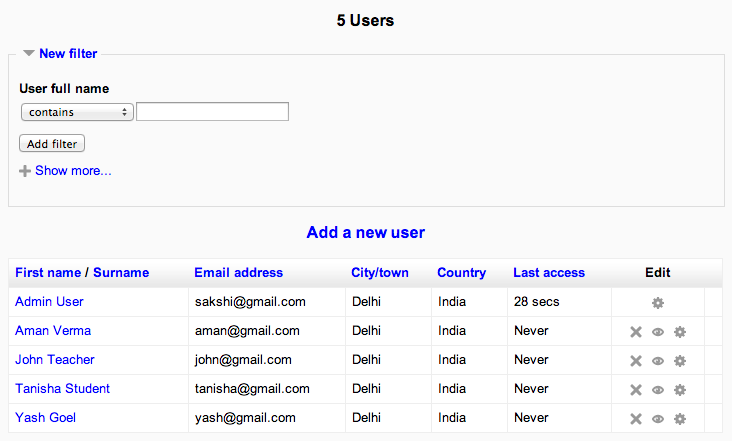 5 Users
New filter
User full name
contains
Add filter
Show more...
Add a new user
First name / Surname Email address City/town Country Last access Edit
Admin User sakshi@gmail.com Delhi India 28 secs
Aman Verma aman@gmail.com Delhi India Never
John Teacher john@gmail.com Delhi India Never
Tanisha Student tanisha@gmail.com Delhi India Never
Yash Goel yash@gmail.com Delhi India Never